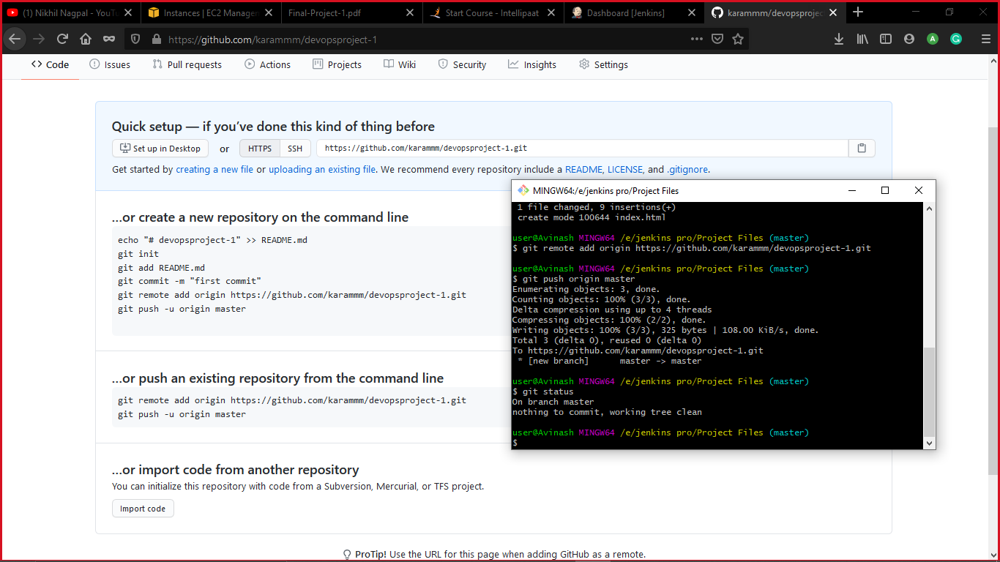 (1) Nikhil Nagpal - YouTu
Instances | EC2 Managem
Final-Project-1.pdf
Start Course - Intellipaat
Dashboard [Jenkins]
karammm/devopsproject
https://github.com/karammm/devopsproject-1
A
G
Code
Issues
Pull requests
Actions
Projects
Wiki
Security
Insights
Settings
Quick setup — if you’ve done this kind of thing before
Set up in Desktop or HTTPS SSH https://github.com/karammm/devopsproject-1.git
Get started by creating a new file or uploading an existing file. We recommend every repository include a README, LICENSE, and .gitignore.
…or create a new repository on the command line
echo "# devopsproject-1" >> README.md
git init
git add README.md
git commit -m "first commit"
git remote add origin https://github.com/karammm/devopsproject-1.git
git push -u origin master
…or push an existing repository from the command line
git remote add origin https://github.com/karammm/devopsproject-1.git
git push -u origin master
…or import code from another repository
You can initialize this repository with code from a Subversion, Mercurial, or TFS project.
Import code
ProTip! Use the URL for this page when adding GitHub as a remote.
MINGW64:/e/jenkins pro/Project Files
1 file changed, 9 insertions(+)
create mode 100644 index.html
user@Avinash MINGW64 /e/jenkins pro/Project Files (master)
$ git remote add origin https://github.com/karammm/devopsproject-1.git
user@Avinash MINGW64 /e/jenkins pro/Project Files (master)
$ git push origin master
Enumerating objects: 3, done.
Counting objects: 100% (3/3), done.
Delta compression using up to 4 threads
Compressing objects: 100% (2/2), done.
Writing objects: 100% (3/3), 325 bytes | 108.00 KiB/s, done.
Total 3 (delta 0), reused 0 (delta 0)
To https://github.com/karammm/devopsproject-1.git
* [new branch]      master -> master
user@Avinash MINGW64 /e/jenkins pro/Project Files (master)
$ git status
On branch master
nothing to commit, working tree clean
user@Avinash MINGW64 /e/jenkins pro/Project Files (master)
$